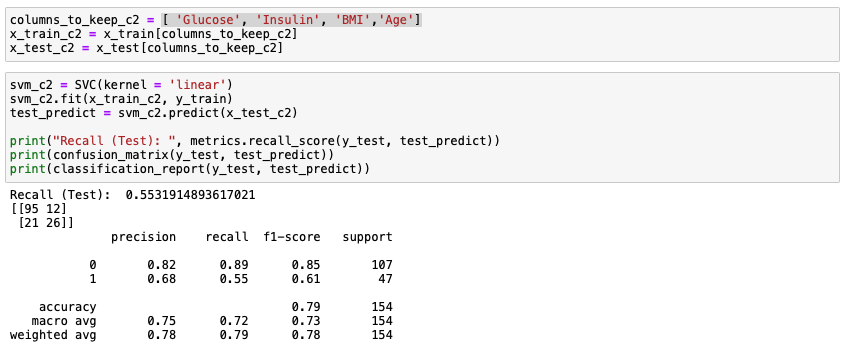 columns_to_keep_c2 = [ 'Glucose', 'Insulin', 'BMI','Age']
x_train_c2 = x_train[columns_to_keep_c2]
x_test_c2 = x_test[columns_to_keep_c2]
svm_c2 = SVC(kernel = 'linear')
svm_c2.fit(x_train_c2, y_train)
test_predict = svm_c2.predict(x_test_c2)
print("Recall (Test): ", metrics.recall_score(y_test, test_predict))
print(confusion_matrix(y_test, test_predict))
print(classification_report(y_test, test_predict))
Recall (Test):  0.5531914893617021
[[95 12]
 [21 26]]
              precision    recall  f1-score   support
           0       0.82      0.89      0.85       107
           1       0.68      0.55      0.61        47
    accuracy                           0.79       154
   macro avg       0.75      0.72      0.73       154
weighted avg       0.78      0.79      0.78       154